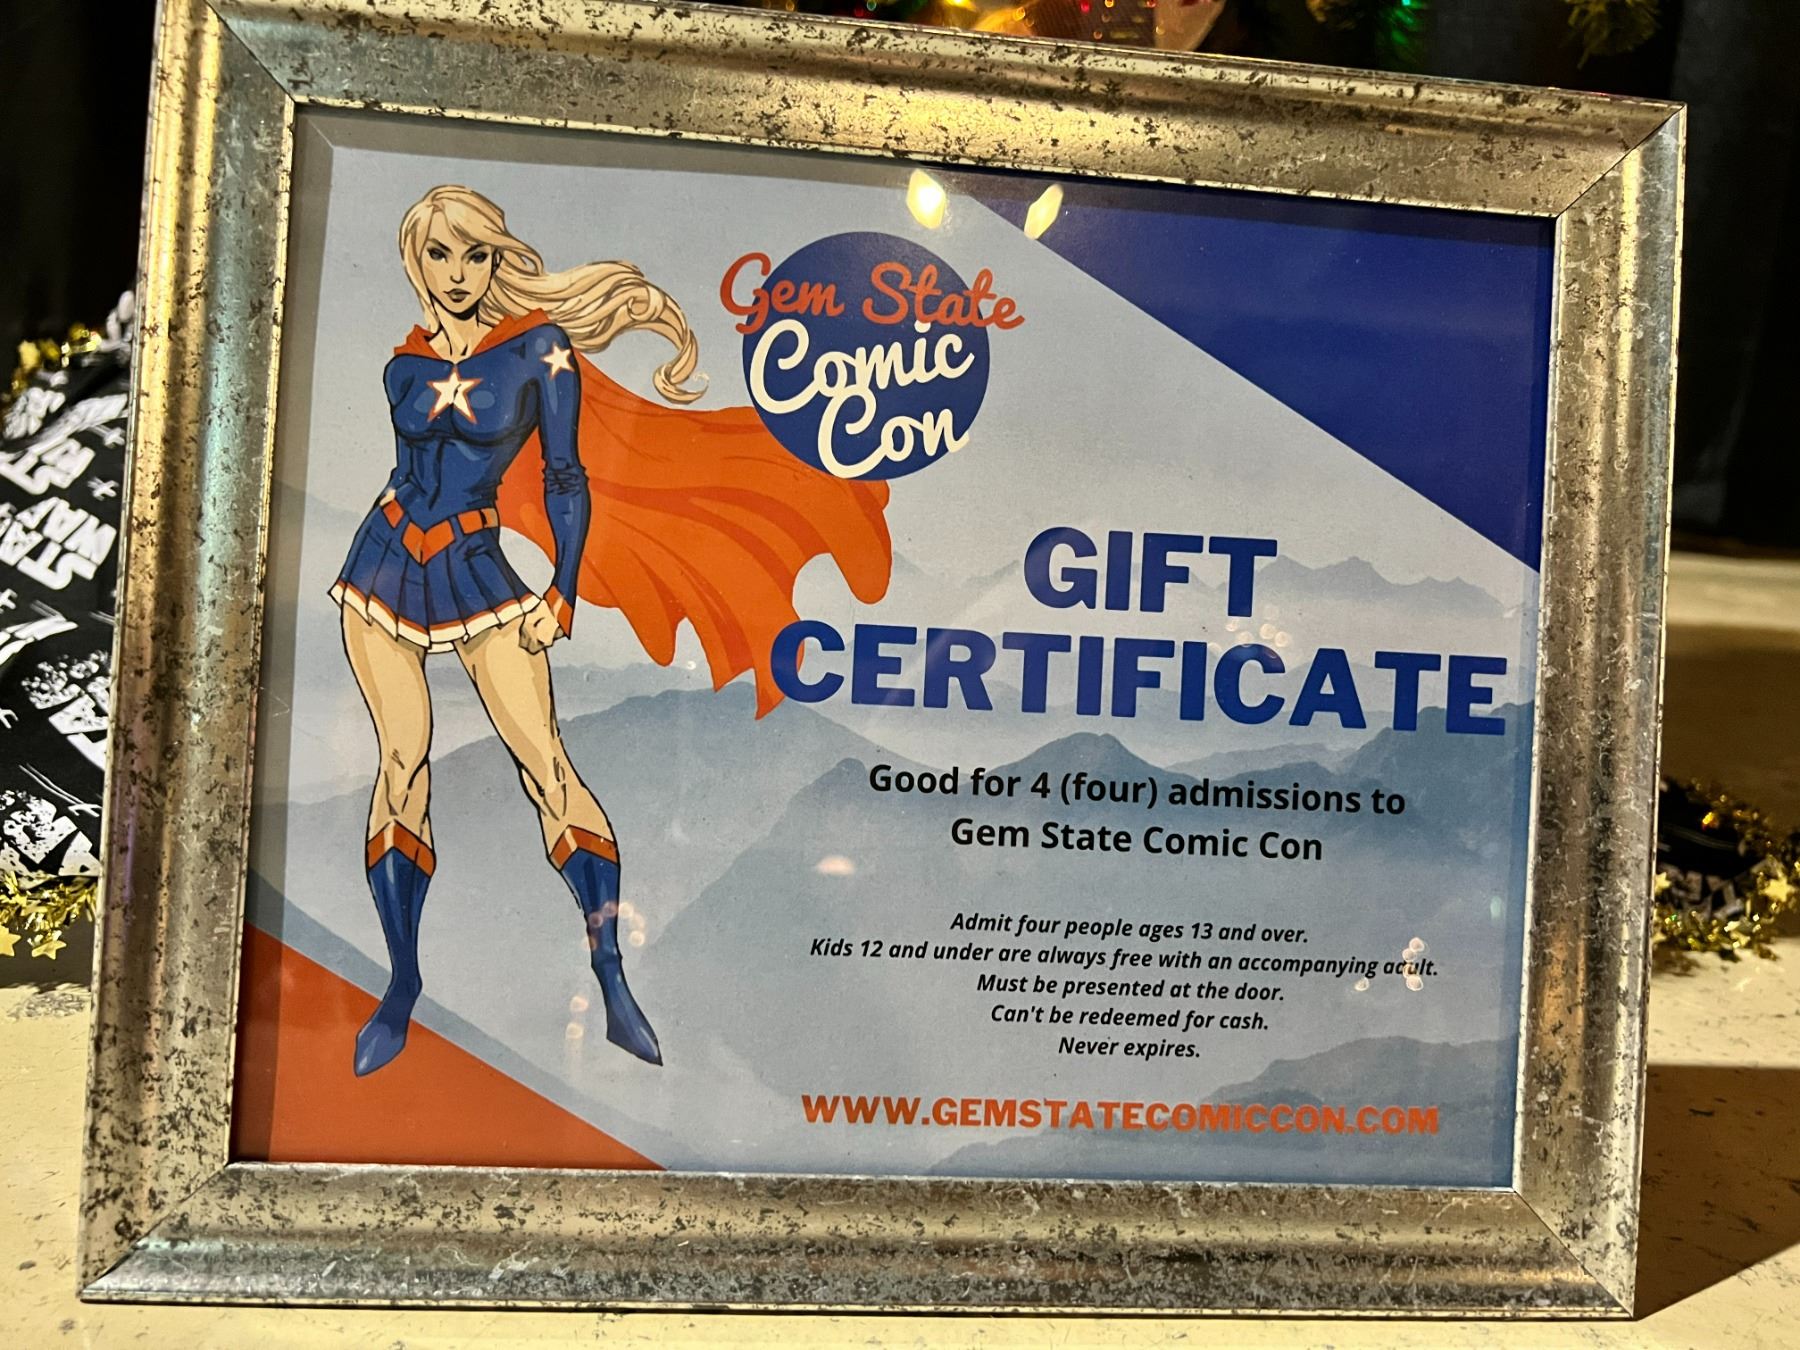 Gem State
Comic
Con
GIFT
CERTIFICATE
Good for 4 (four) admissions to
Gem State Comic Con
Admit four people ages 13 and over.
Kids 12 and under are always free with an accompanying adult.
Must be presented at the door.
Can't be redeemed for cash.
Never expires.
WWW.GEMSTATECOMICCON.COM